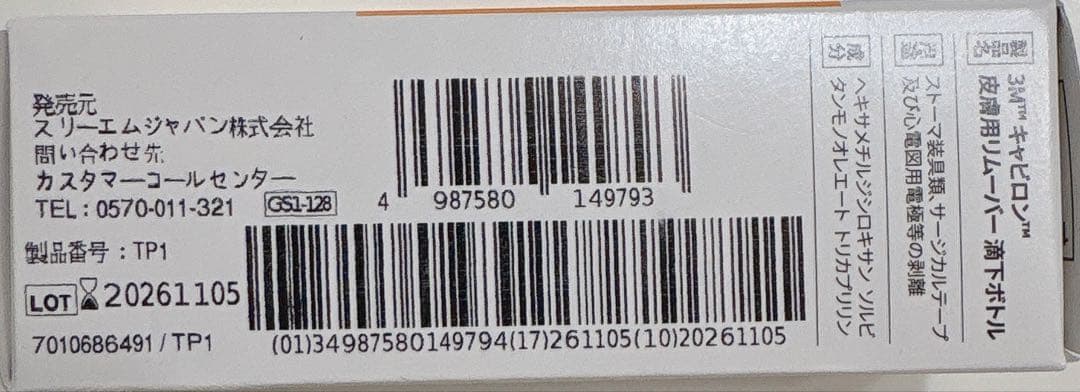 発売元
スリーエムジャパン株式会社
問い合わせ先
カスタマーコールセンター
TEL：0570-011-321
GS1-128
製品番号：TP1
LOT 20261105
7010686491 / TP1
4 987580 149793
(01)34987580149794(17)261105(10)20261105
製品名
3M™ キャビロン™
皮膚用リムーバー 滴下ボトル
用途
ストーマ装具類、サージカルテープ
及び心電図用電極等の剥離
成分
ヘキサメチルジシロキサン ソルビ
タンモノオレエート トリカプリリン